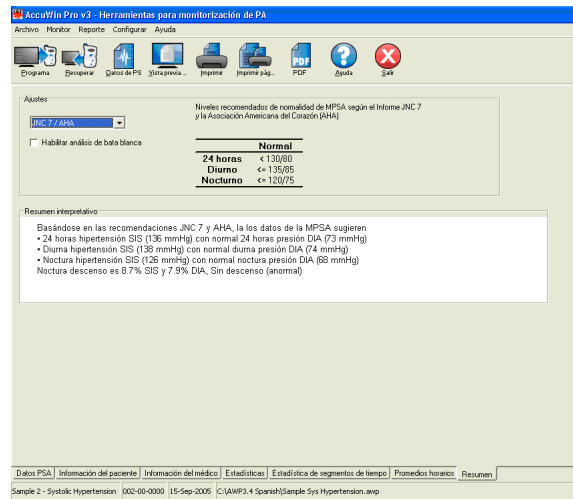 AccuWin Pro v3 - Herramientas para monitorización de PA
Archivo Monitor Reporte Configurar Ayuda
Programa Recuperar Datos de PS Vista previa ... Imprimir Imprimir pág... PDF Ayuda Salir
Ajustes
JNC 7 / AHA
Habilitar análisis de bata blanca
Niveles recomendados de normalidad de MPSA según el Informe JNC 7
y la Asociación Americana del Corazón (AHA)
Normal
24 horas < 130/80
Diurno <= 135/85
Nocturno <= 120/75
Resumen interpretativo
Basándose en las recomendaciones JNC 7 y AHA, la los datos de la MPSA sugieren
• 24 horas hipertensión SIS (136 mmHg) con normal 24 horas presión DIA (73 mmHg)
• Diurna hipertensión SIS (138 mmHg) con normal diurna presión DIA (74 mmHg)
• Noctura hipertensión SIS (126 mmHg) con normal noctura presión DIA (68 mmHg)
Noctura descenso es 8.7% SIS y 7.9% DIA, Sin descenso (anormal)
Datos PSA Información del paciente Información del médico Estadísticas Estadística de segmentos de tiempo Promedios horarios Resumen
Sample 2 - Systolic Hypertension 002-00-0000 15-Sep-2005 C:\AWP3.4 Spanish\Sample Sys Hypertension.awp